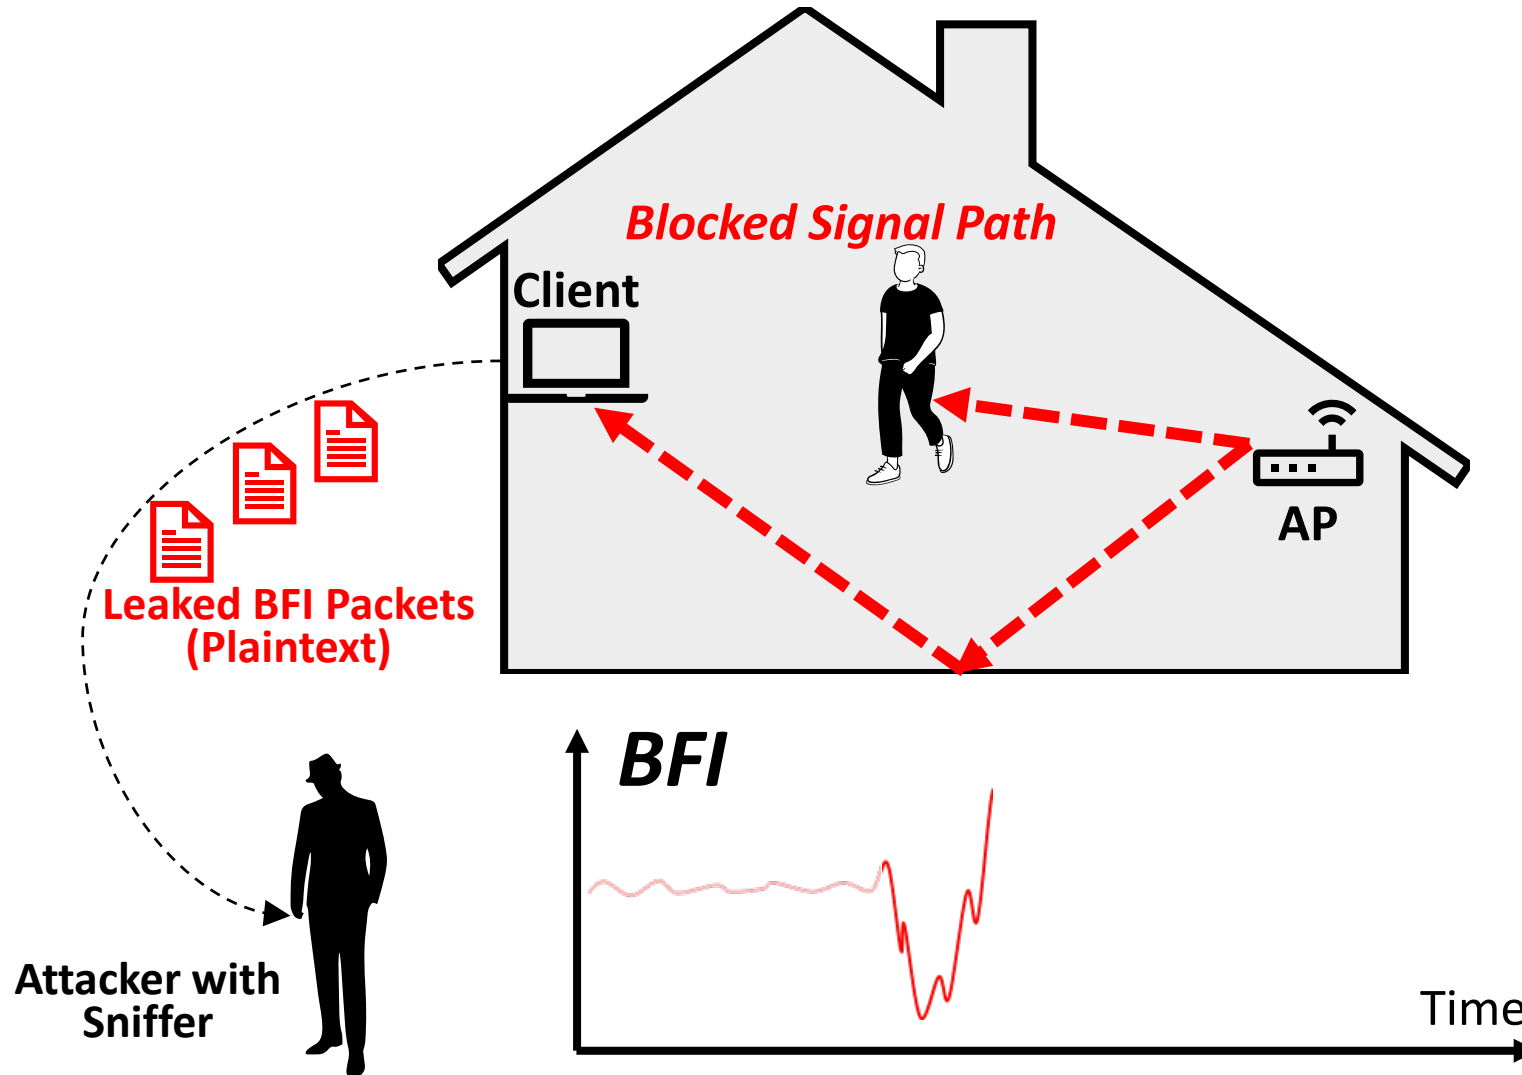 Blocked Signal Path
Client
AP
Leaked BFI Packets
(Plaintext)
BFI
Attacker with
Sniffer
Time